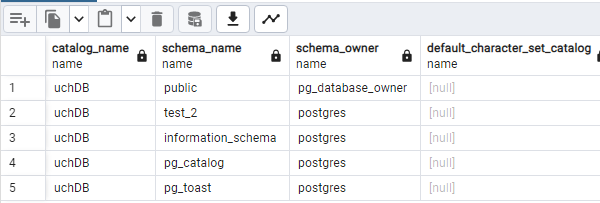 catalog_name schema_name schema_owner default_character_set_catalog
name name name name
1 uchDB public pg_database_owner [null]
2 uchDB test_2 postgres [null]
3 uchDB information_schema postgres [null]
4 uchDB pg_catalog postgres [null]
5 uchDB pg_toast postgres [null]